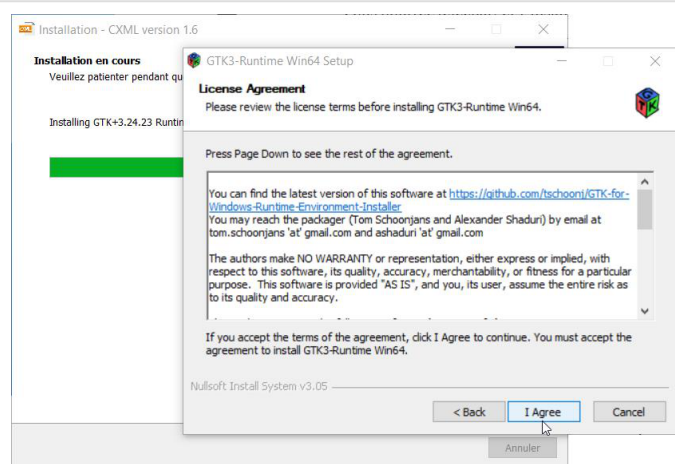 Installation - CXML version 1.6
Installation en cours
Veuillez patienter pendant qu
Installing GTK+3.24.23 Runtin
GTK3-Runtime Win64 Setup
License Agreement
Please review the license terms before installing GTK3-Runtime Win64.
Press Page Down to see the rest of the agreement.
You can find the latest version of this software at https://github.com/tschoonj/GTK-for-
Windows-Runtime-Environment-Installer
You may reach the packager (Tom Schoonjans and Alexander Shaduri) by email at
tom.schoonjans 'at' gmail.com and ashaduri 'at' gmail.com
The authors make NO WARRANTY or representation, either express or implied, with
respect to this software, its quality, accuracy, merchantability, or fitness for a particular
purpose.  This software is provided "AS IS", and you, its user, assume the entire risk as
to its quality and accuracy.
If you accept the terms of the agreement, click I Agree to continue. You must accept the
agreement to install GTK3-Runtime Win64.
Nullsoft Install System v3.05
< Back
I Agree
Cancel
Annuler